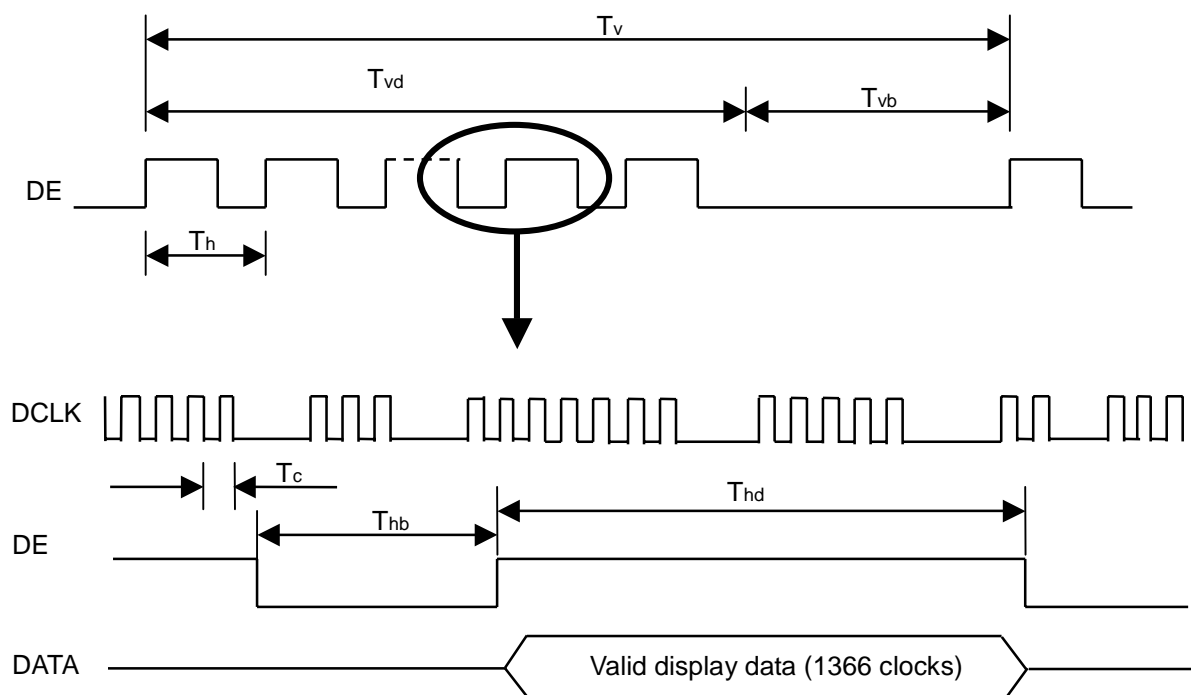 Tv
Tvd
Tvb
DE
Th
DCLK
Tc
Thb
Thd
DE
DATA
Valid display data (1366 clocks)